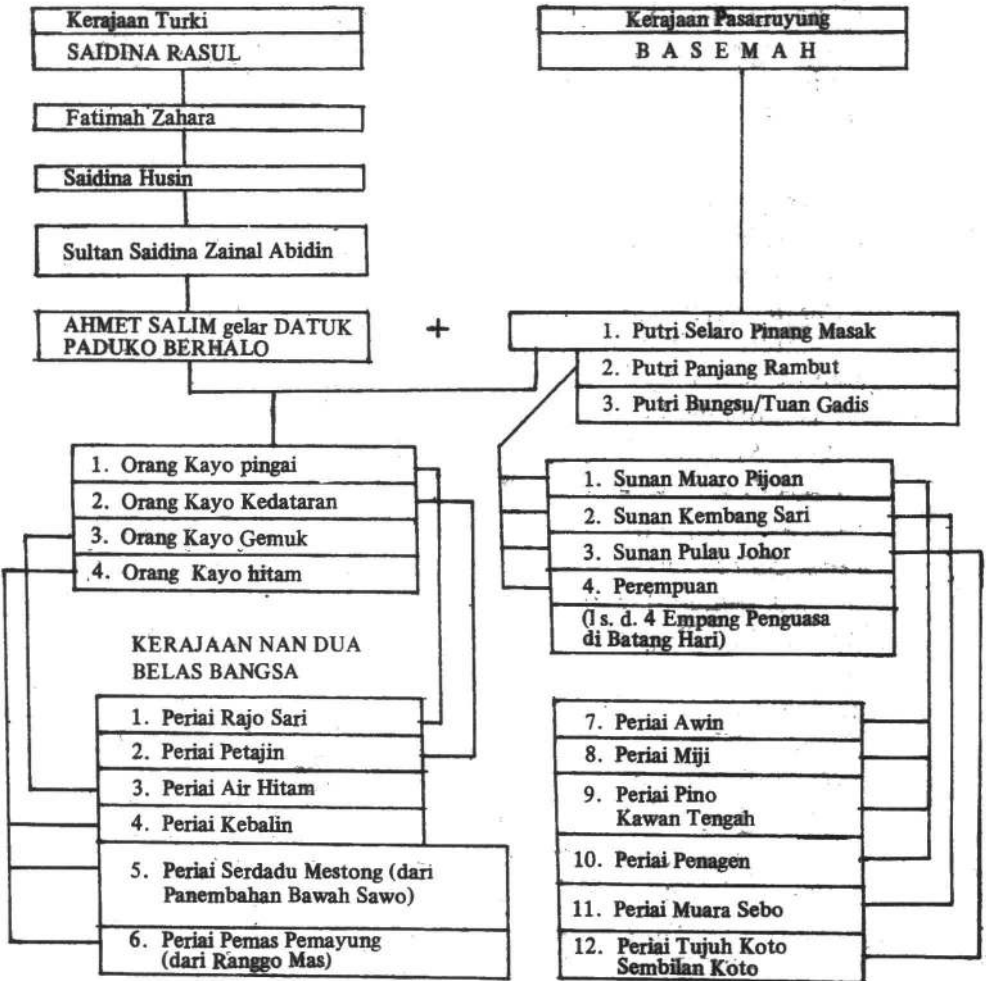 Kerajaan Turki
SAIDINA RASUL
Fatimah Zahara
Saidina Husin
Sultan Saidina Zainal Abidin
AHMET SALIM gelar DATUK
PADUKO BERHALO
+
Kerajaan Pasarruyung
B A S E M A H
1. Putri Selaro Pinang Masak
2. Putri Panjang Rambut
3. Putri Bungsu/Tuan Gadis
1. Orang Kayo pingai
2. Orang Kayo Kedataran
3. Orang Kayo Gemuk
4. Orang Kayo hitam
1. Sunan Muaro Pijoan
2. Sunan Kembang Sari
3. Sunan Pulau Johor
4. Perempuan
(1 s. d. 4 Empang Penguasa
di Batang Hari)
KERAJAAN NAN DUA
BELAS BANGSA
1. Periai Rajo Sari
2. Periai Petajin
3. Periai Air Hitam
4. Periai Kebalin
5. Periai Serdadu Mestong (dari
Panembahan Bawah Sawo)
6. Periai Pemas Pemayung
(dari Ranggo Mas)
7. Periai Awin
8. Periai Miji
9. Periai Pino
Kawan Tengah
10. Periai Penagen
11. Periai Muara Sebo
12. Periai Tujuh Koto
Sembilan Koto